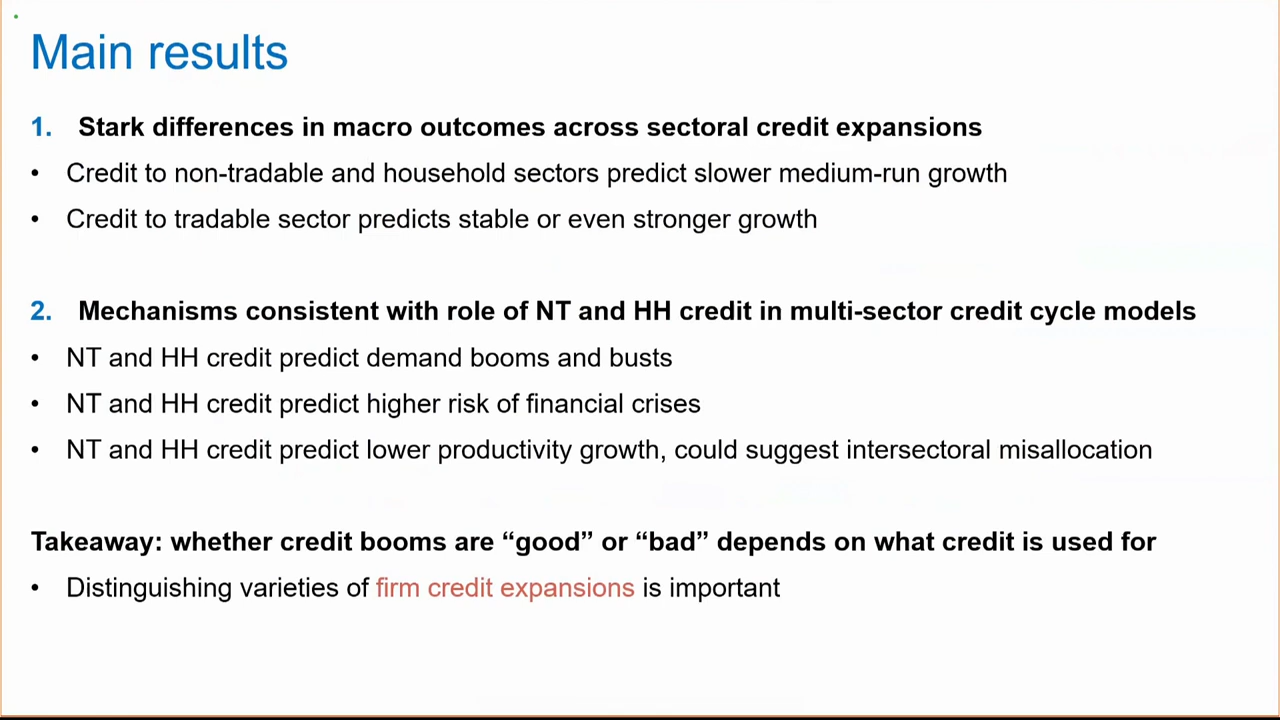 Main results
1. Stark differences in macro outcomes across sectoral credit expansions
• Credit to non-tradable and household sectors predict slower medium-run growth
• Credit to tradable sector predicts stable or even stronger growth
2. Mechanisms consistent with role of NT and HH credit in multi-sector credit cycle models
• NT and HH credit predict demand booms and busts
• NT and HH credit predict higher risk of financial crises
• NT and HH credit predict lower productivity growth, could suggest intersectoral misallocation
Takeaway: whether credit booms are “good” or “bad” depends on what credit is used for
• Distinguishing varieties of firm credit expansions is important